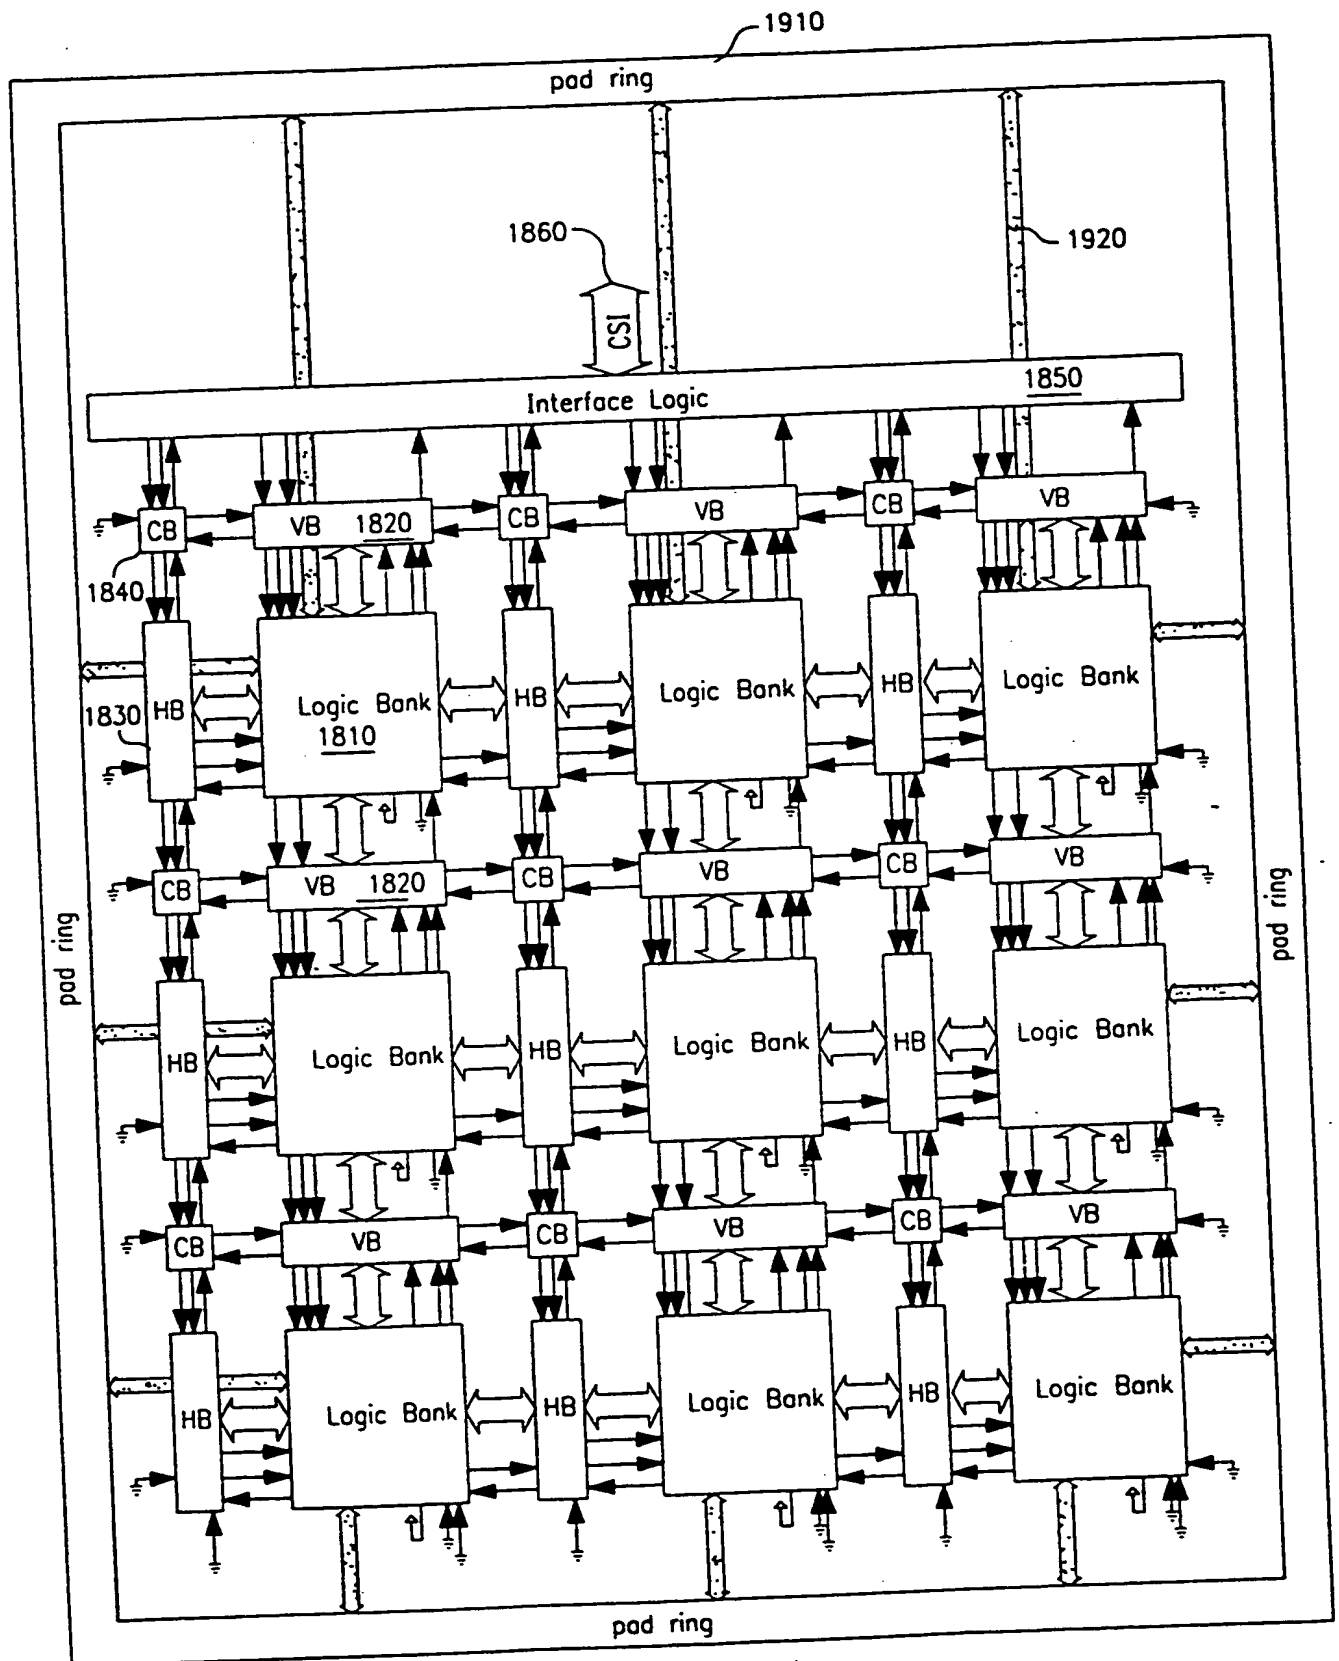 1910
pad ring
1860
1920
CSI
Interface Logic
1850
CB
VB
1820
CB
VB
CB
VB
1840
HB
1830
Logic Bank
1810
HB
Logic Bank
HB
Logic Bank
CB
VB
1820
CB
VB
CB
VB
pad ring
pad ring
HB
Logic Bank
HB
Logic Bank
HB
Logic Bank
CB
VB
CB
VB
CB
VB
HB
Logic Bank
HB
Logic Bank
HB
Logic Bank
pad ring